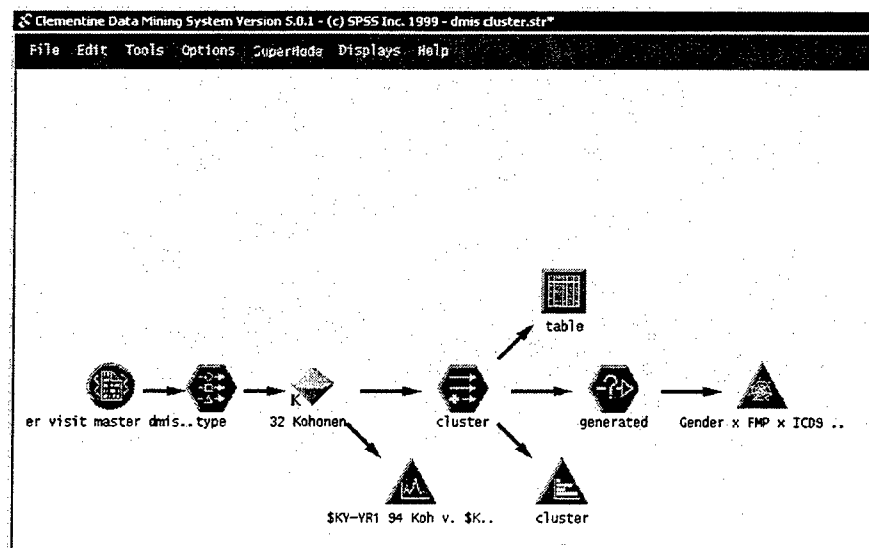 Clementine Data Mining System Version 5.0.1 - (c) SPSS Inc. 1999 - dmis cluster.str*
File Edit Tools Options SuperNode Displays Help
table
er visit master dmis.. type 32 Kohonen cluster generated Gender x FMP x ICD9 ..
K
$KY-YR1 94 Koh v. $K.. cluster